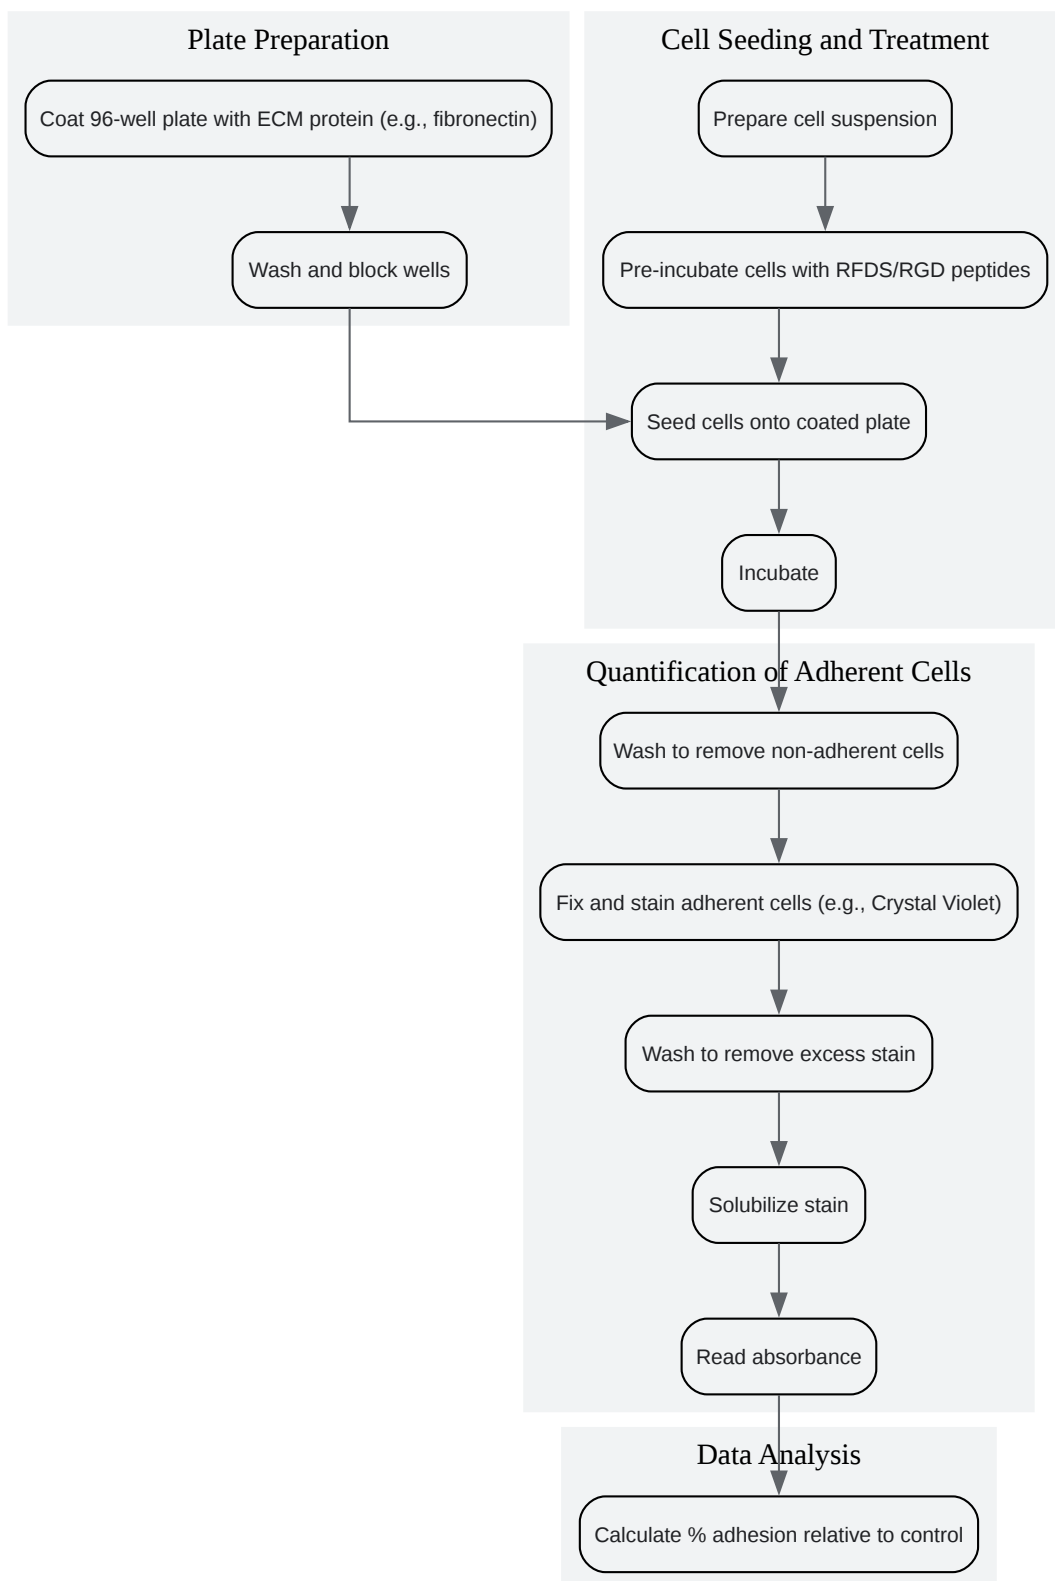 Plate Preparation
Coat 96-well plate with ECM protein (e.g., fibronectin)
Wash and block wells
Cell Seeding and Treatment
Prepare cell suspension
Pre-incubate cells with RFDS/RGD peptides
Seed cells onto coated plate
Incubate
Quantification of Adherent Cells
Wash to remove non-adherent cells
Fix and stain adherent cells (e.g., Crystal Violet)
Wash to remove excess stain
Solubilize stain
Read absorbance
Data Analysis
Calculate % adhesion relative to control